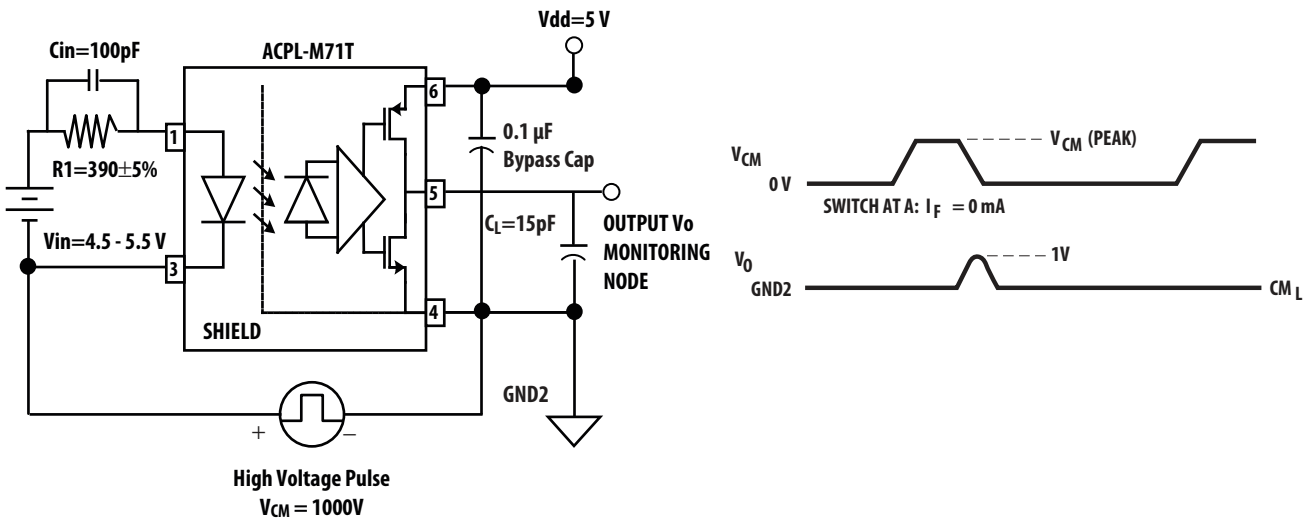 Vdd=5 V
Cin=100pF
ACPL-M71T
6
0.1 µF
Bypass Cap
1
R1=390±5%
5
CL=15pF
OUTPUT Vo
MONITORING
NODE
Vin=4.5 - 5.5 V
3
4
SHIELD
GND2
+
−
High Voltage Pulse
VCM = 1000V
VCM (PEAK)
VCM
0 V
SWITCH AT A: IF = 0 mA
VO
1V
GND2
CML